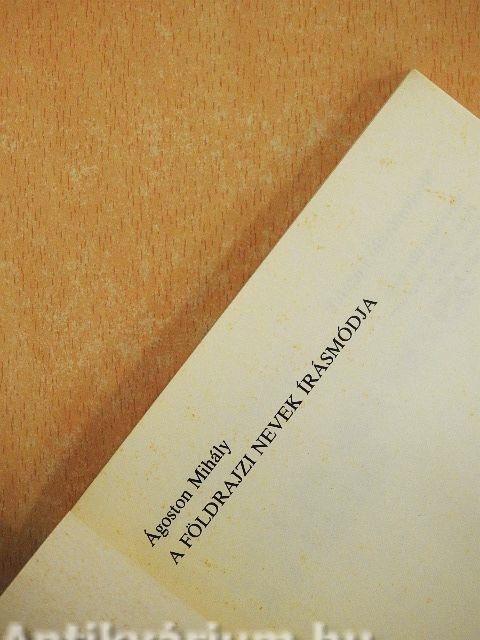 Ágoston Mihály
A FÖLDRAJZI NEVEK ÍRÁSMÓDJA
Antikvárium.hu